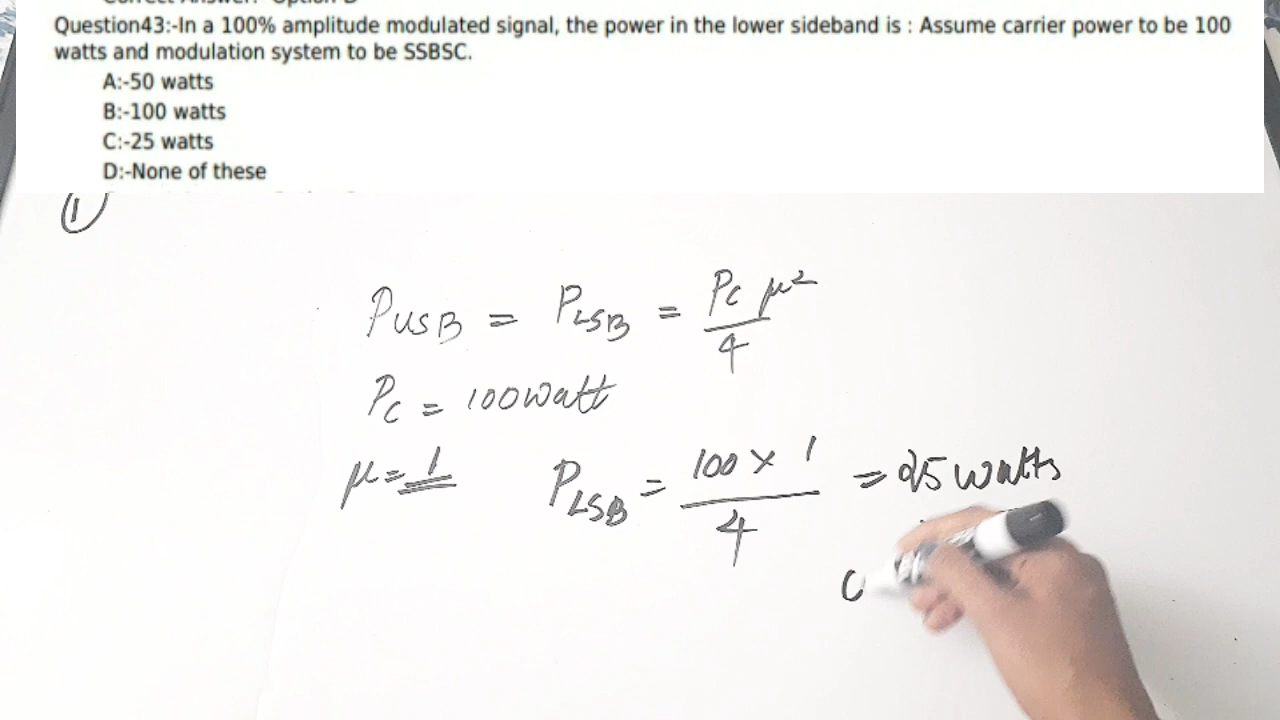 Question43:-In a 100% amplitude modulated signal, the power in the lower sideband is : Assume carrier power to be 100
watts and modulation system to be SSBSC.
A:-50 watts
B:-100 watts
C:-25 watts
D:-None of these
1
PUSB = PLSB = Pc μ² / 4
Pc = 100watt
μ = 1 PLSB = 100 × 1 / 4 = 25 watts